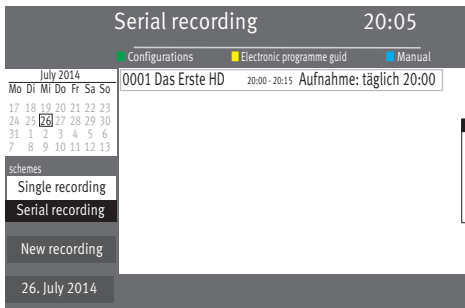 Serial recording 20:05
Configurations Electronic programme guid Manual
July 2014
Mo Di Mi Do Fr Sa So
17 18 19 20 21 22 23
24 25 26 27 28 29 30
31 1 2 3 4 5 6
7 8 9 10 11 12 13
0001 Das Erste HD 20:00 - 20:15 Aufnahme: täglich 20:00
schemes
Single recording
Serial recording
New recording
26. July 2014